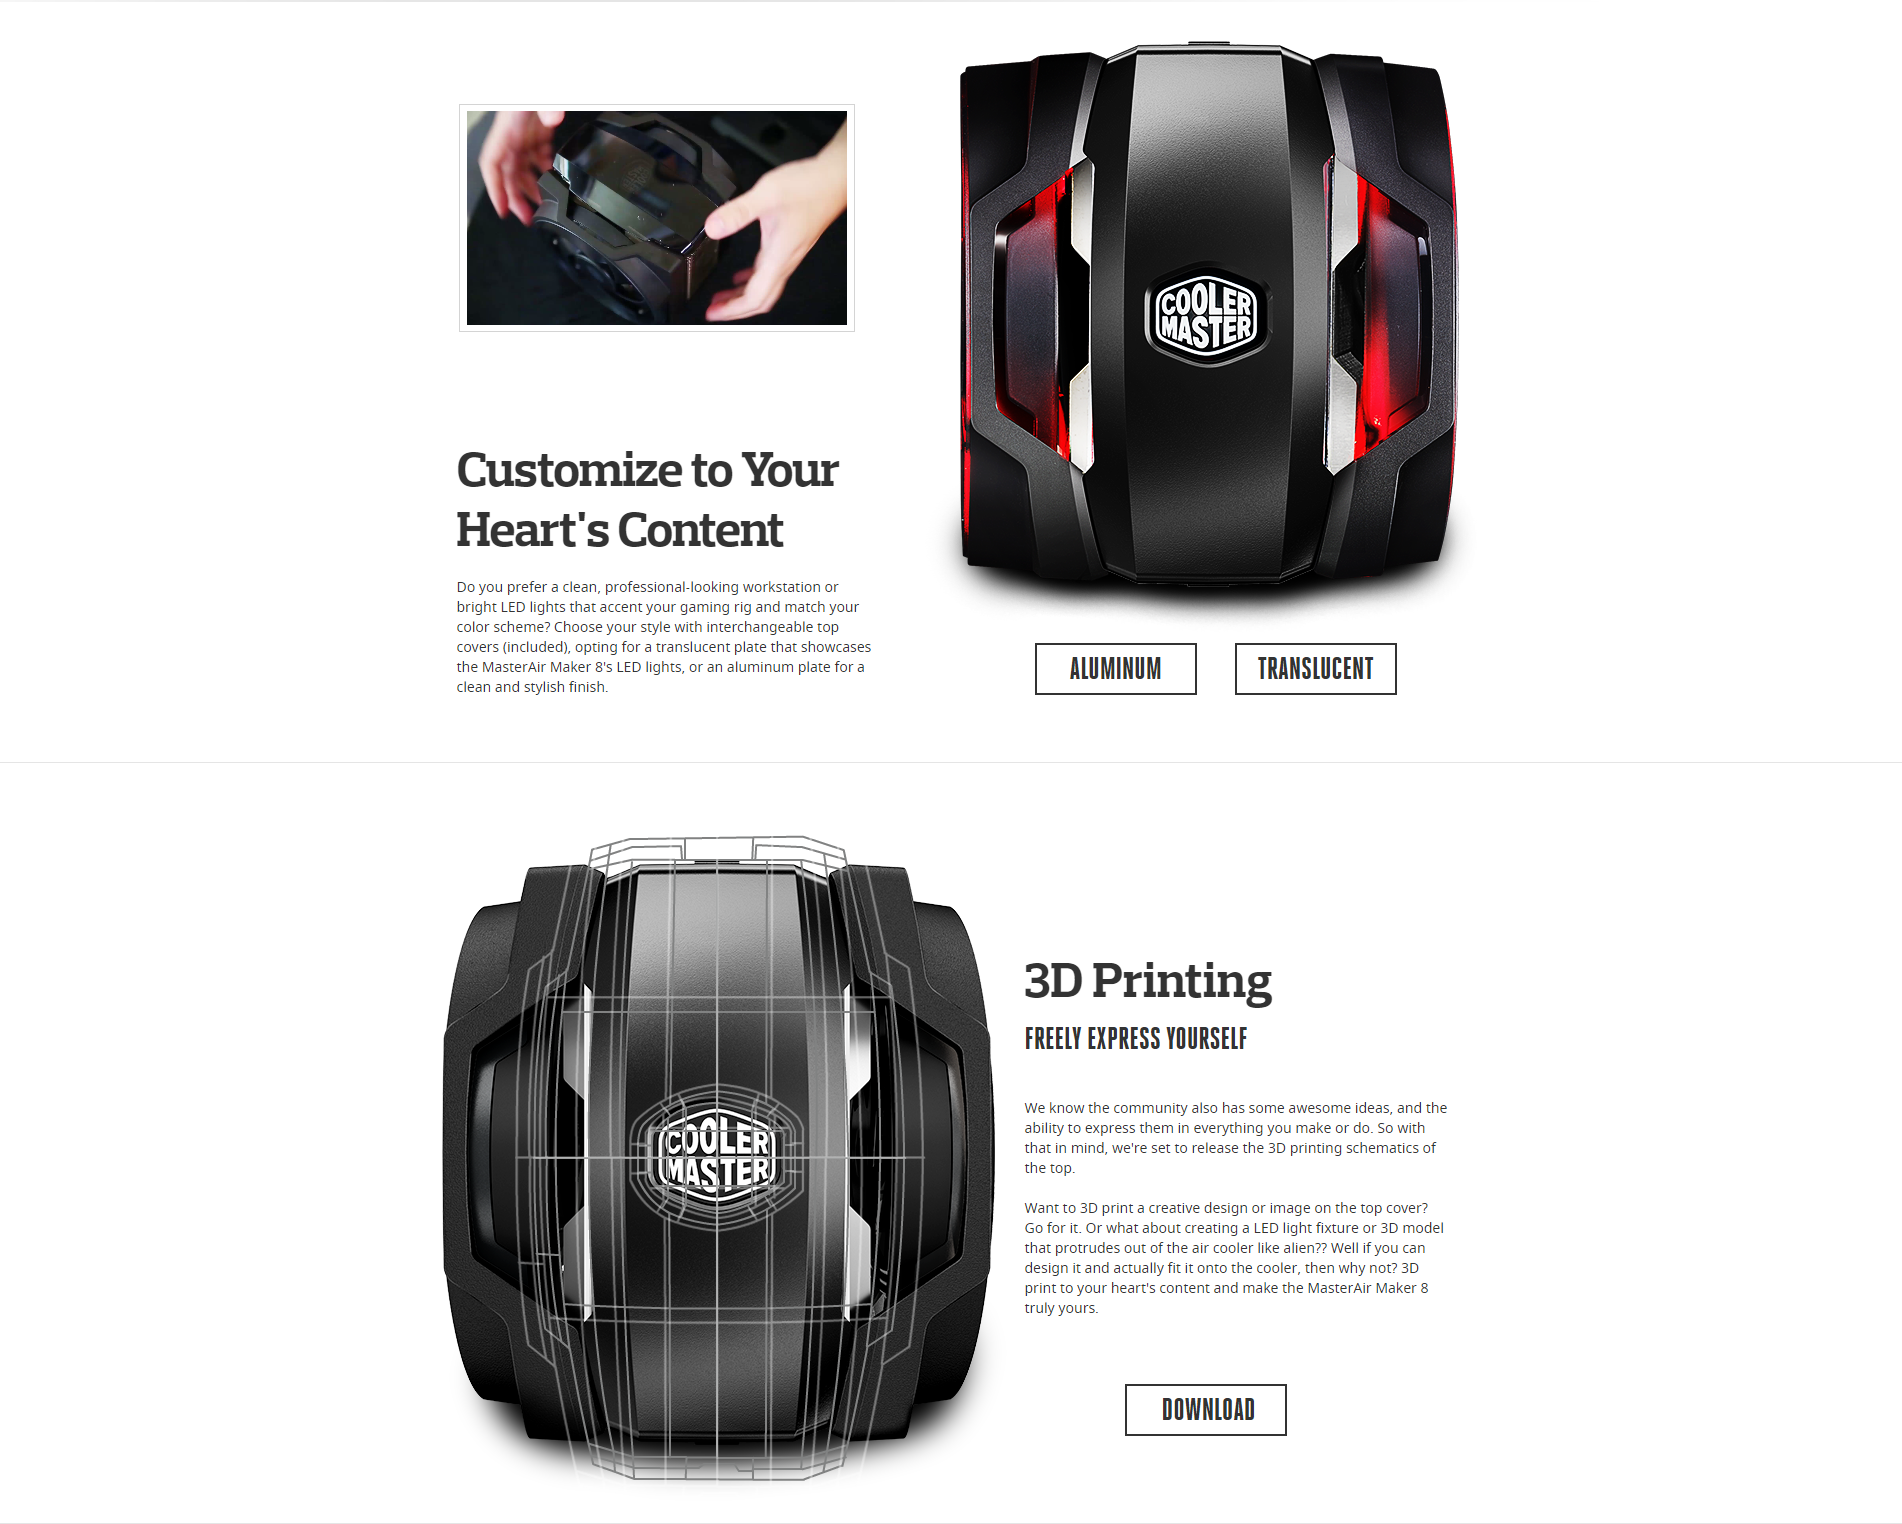 COOLER
MASTER
Customize to Your
Heart's Content
Do you prefer a clean, professional-looking workstation or
bright LED lights that accent your gaming rig and match your
color scheme? Choose your style with interchangeable top
covers (included), opting for a translucent plate that showcases
the MasterAir Maker 8's LED lights, or an aluminum plate for a
clean and stylish finish.
ALUMINUM
TRANSLUCENT
COOLER
MASTER
3D Printing
FREELY EXPRESS YOURSELF
We know the community also has some awesome ideas, and the
ability to express them in everything you make or do. So with
that in mind, we're set to release the 3D printing schematics of
the top.
Want to 3D print a creative design or image on the top cover?
Go for it. Or what about creating a LED light fixture or 3D model
that protrudes out of the air cooler like alien?? Well if you can
design it and actually fit it onto the cooler, then why not? 3D
print to your heart's content and make the MasterAir Maker 8
truly yours.
DOWNLOAD